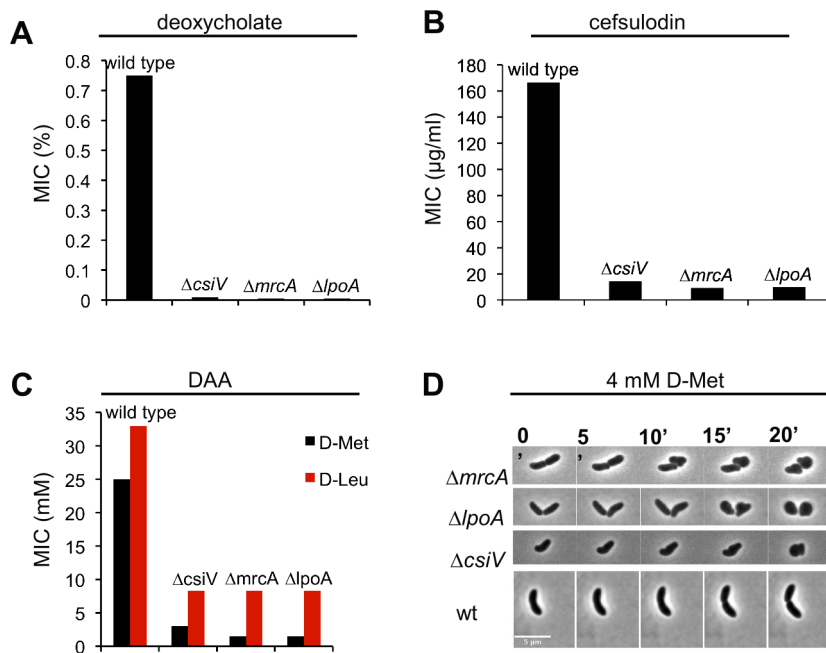 A
deoxycholate
MIC (%)
0.8
0.7
0.6
0.5
0.4
0.3
0.2
0.1
0
wild type
ΔcsiV
ΔmrcA
ΔlpoA
B
cefsulodin
MIC (µg/ml)
180
160
140
120
100
80
60
40
20
0
wild type
ΔcsiV
ΔmrcA
ΔlpoA
C
DAA
MIC (mM)
35
30
25
20
15
10
5
0
wild type
D-Met
D-Leu
ΔcsiV
ΔmrcA
ΔlpoA
D
4 mM D-Met
0’ 5’ 10’ 15’ 20’
ΔmrcA
ΔlpoA
ΔcsiV
wt
5 µm